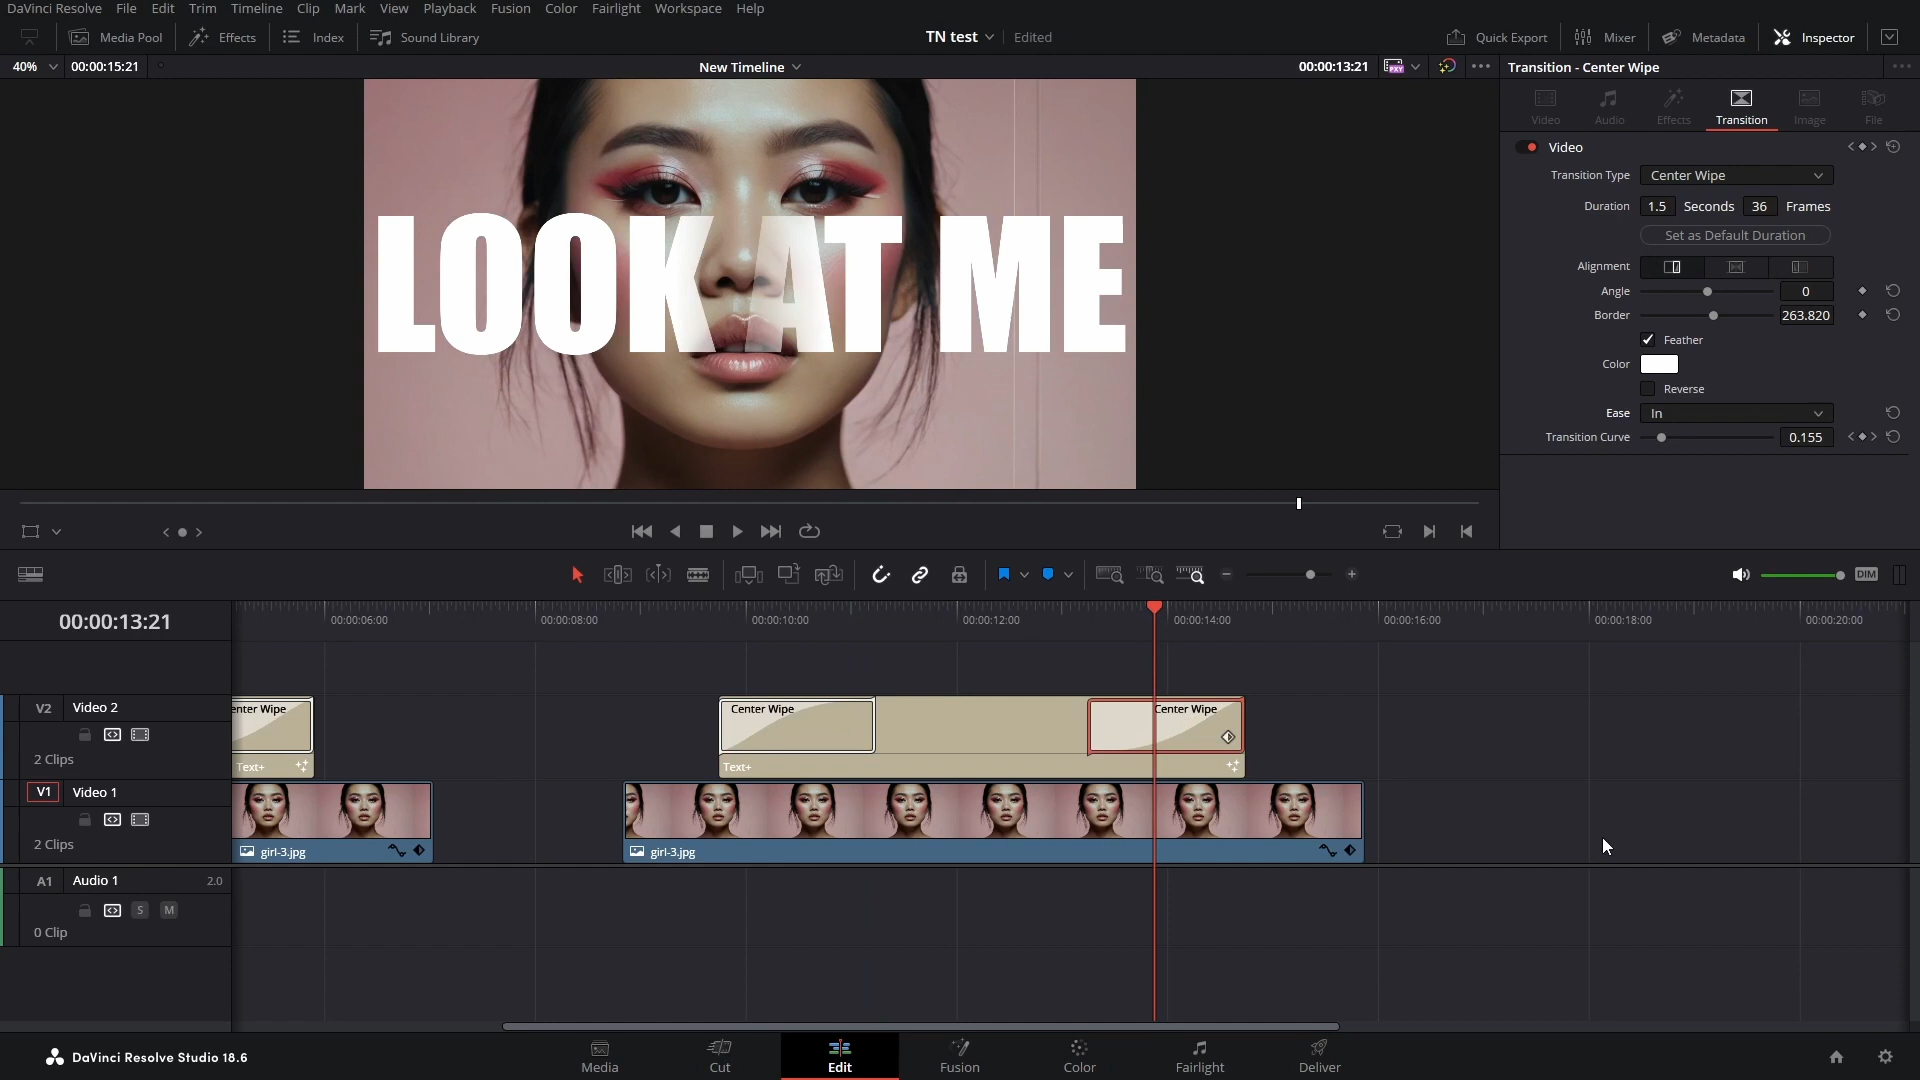 DaVinci Resolve File Edit Trim Timeline Clip Mark View Playback Fusion Color Fairlight Workspace Help
Media Pool Effects Index Sound Library TN test Edited Quick Export Mixer Metadata Inspector
40% 00:00:15:21 New Timeline 00:00:13:21 PXY Transition - Center Wipe
Video Audio Effects Transition Image File
Video
Transition Type Center Wipe
Duration 1.5 Seconds 36 Frames
Set as Default Duration
Alignment
Angle 0
Border 263.820
Feather
Color
Reverse
Ease In
Transition Curve 0.155
LOOK AT ME
DIM
00:00:13:21
00:00:06:00 00:00:08:00 00:00:10:00 00:00:12:00 00:00:14:00 00:00:16:00 00:00:18:00 00:00:20:00
V2 Video 2
2 Clips
enter Wipe Center Wipe Center Wipe
Text+ Text+
V1 Video 1
2 Clips
girl-3.jpg girl-3.jpg
A1 Audio 1 2.0
S M
0 Clip
DaVinci Resolve Studio 18.6
Media Cut Edit Fusion Color Fairlight Deliver